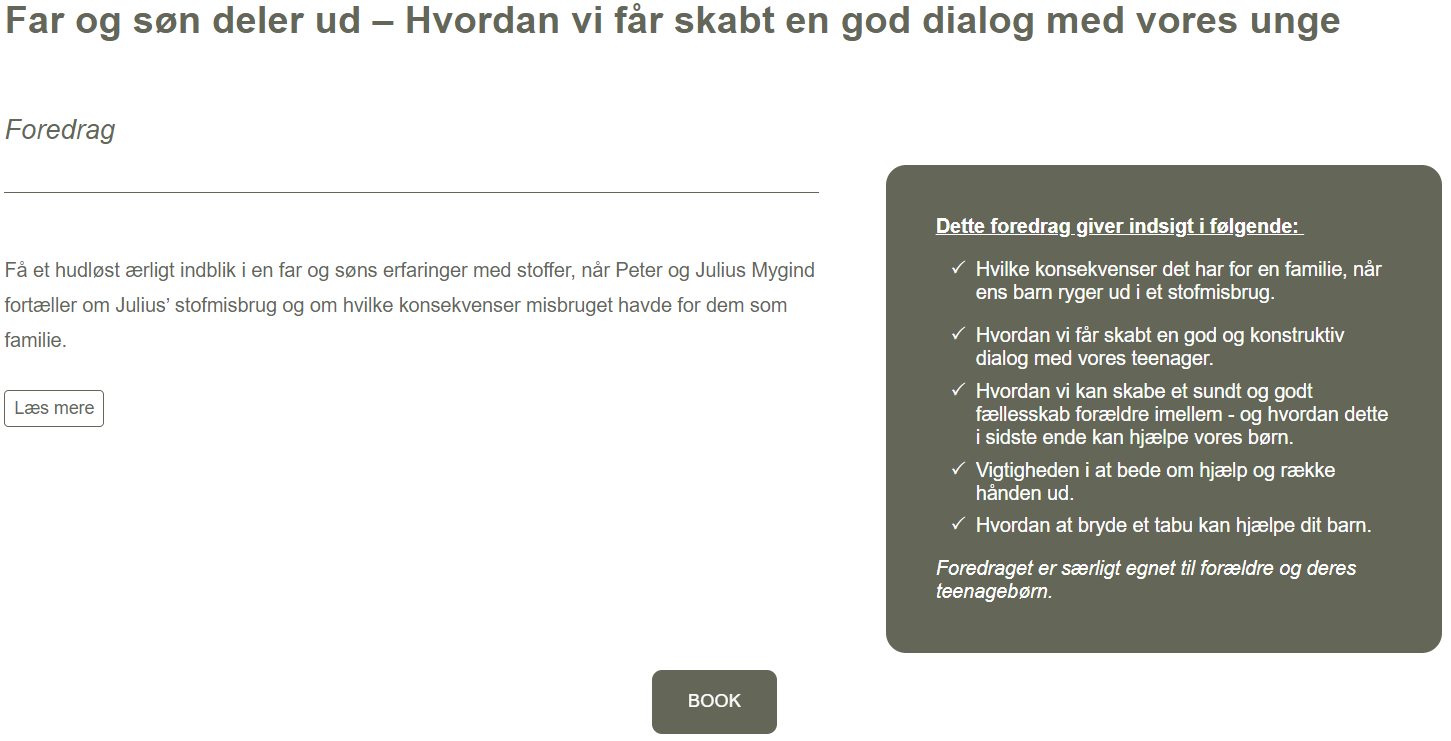 Far og søn deler ud – Hvordan vi får skabt en god dialog med vores unge
Foredrag
Få et hudløst ærligt indblik i en far og søns erfaringer med stoffer, når Peter og Julius Mygind
fortæller om Julius’ stofmisbrug og om hvilke konsekvenser misbruget havde for dem som
familie.
Læs mere
Dette foredrag giver indsigt i følgende:
✓ Hvilke konsekvenser det har for en familie, når
ens barn ryger ud i et stofmisbrug.
✓ Hvordan vi får skabt en god og konstruktiv
dialog med vores teenager.
✓ Hvordan vi kan skabe et sundt og godt
fællesskab forældre imellem - og hvordan dette
i sidste ende kan hjælpe vores børn.
✓ Vigtigheden i at bede om hjælp og række
hånden ud.
✓ Hvordan at bryde et tabu kan hjælpe dit barn.
Foredraget er særligt egnet til forældre og deres
teenagebørn.
BOOK